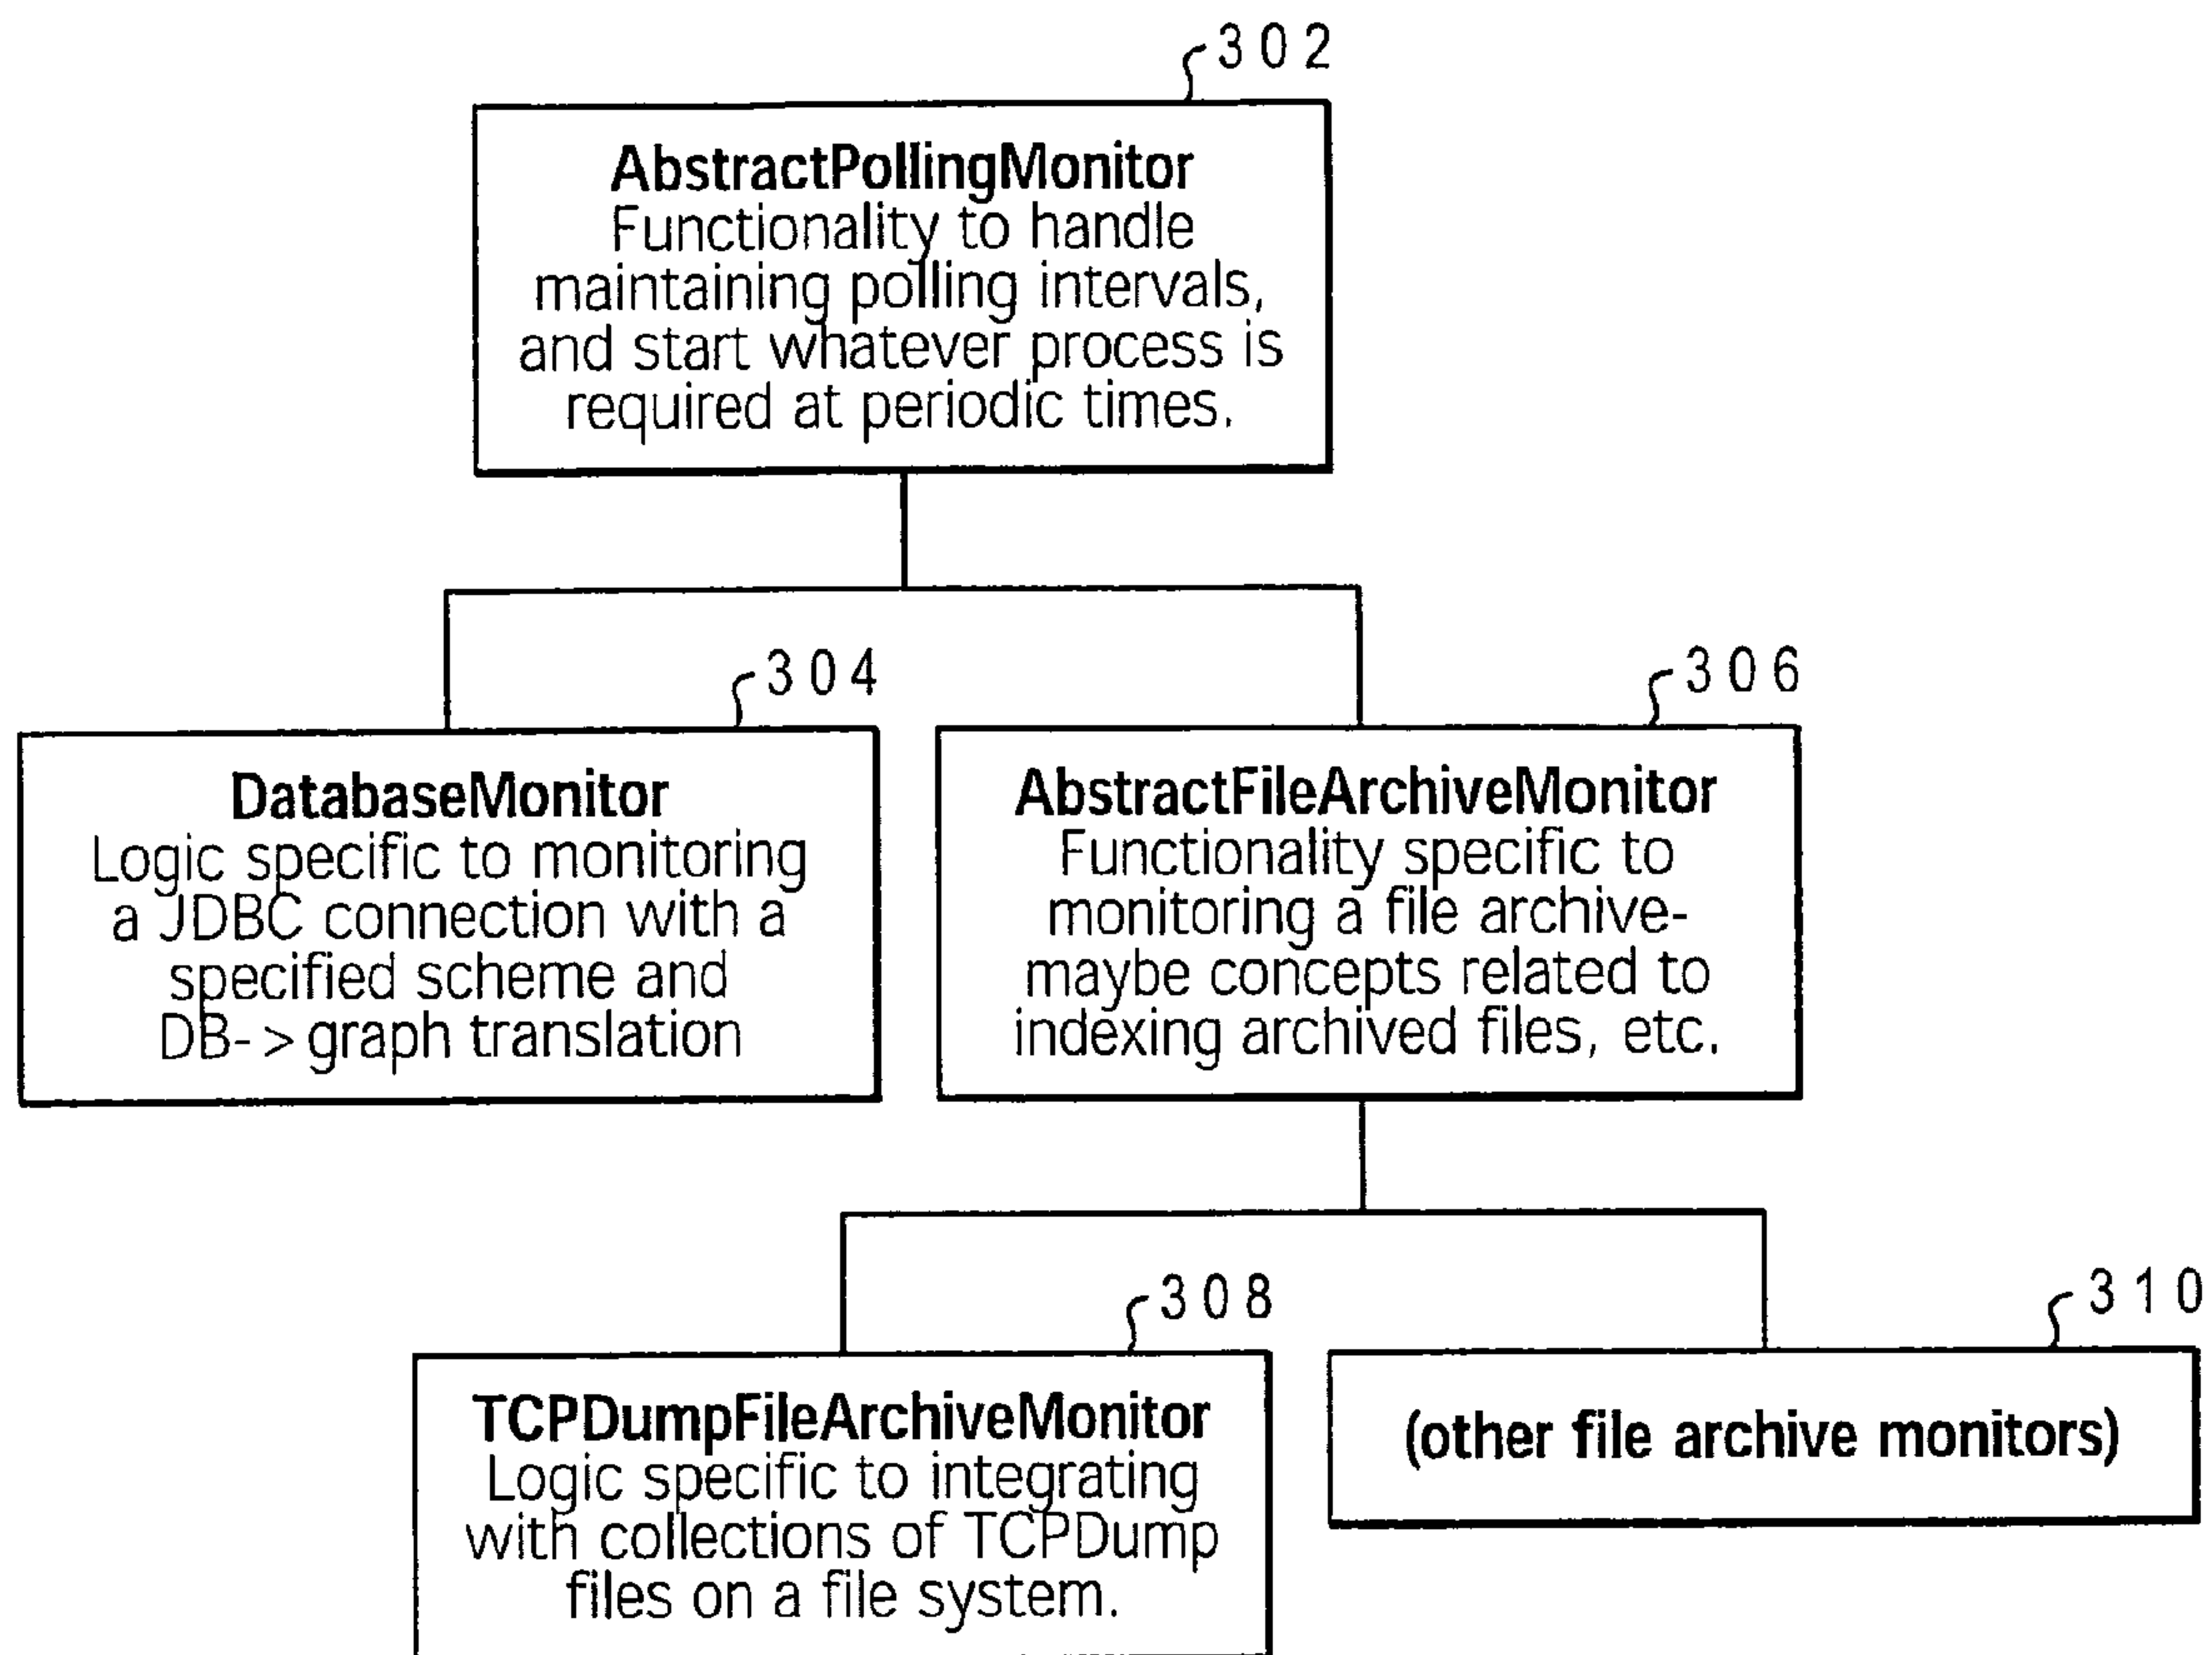 302
AbstractPollingMonitor
Functionality to handle
maintaining polling intervals,
and start whatever process is
required at periodic times.
304
DatabaseMonitor
Logic specific to monitoring
a JDBC connection with a
specified scheme and
DB->graph translation
306
AbstractFileArchiveMonitor
Functionality specific to
monitoring a file archive-
maybe concepts related to
indexing archived files, etc.
308
TCPDumpFileArchiveMonitor
Logic specific to integrating
with collections of TCPDump
files on a file system.
310
(other file archive monitors)